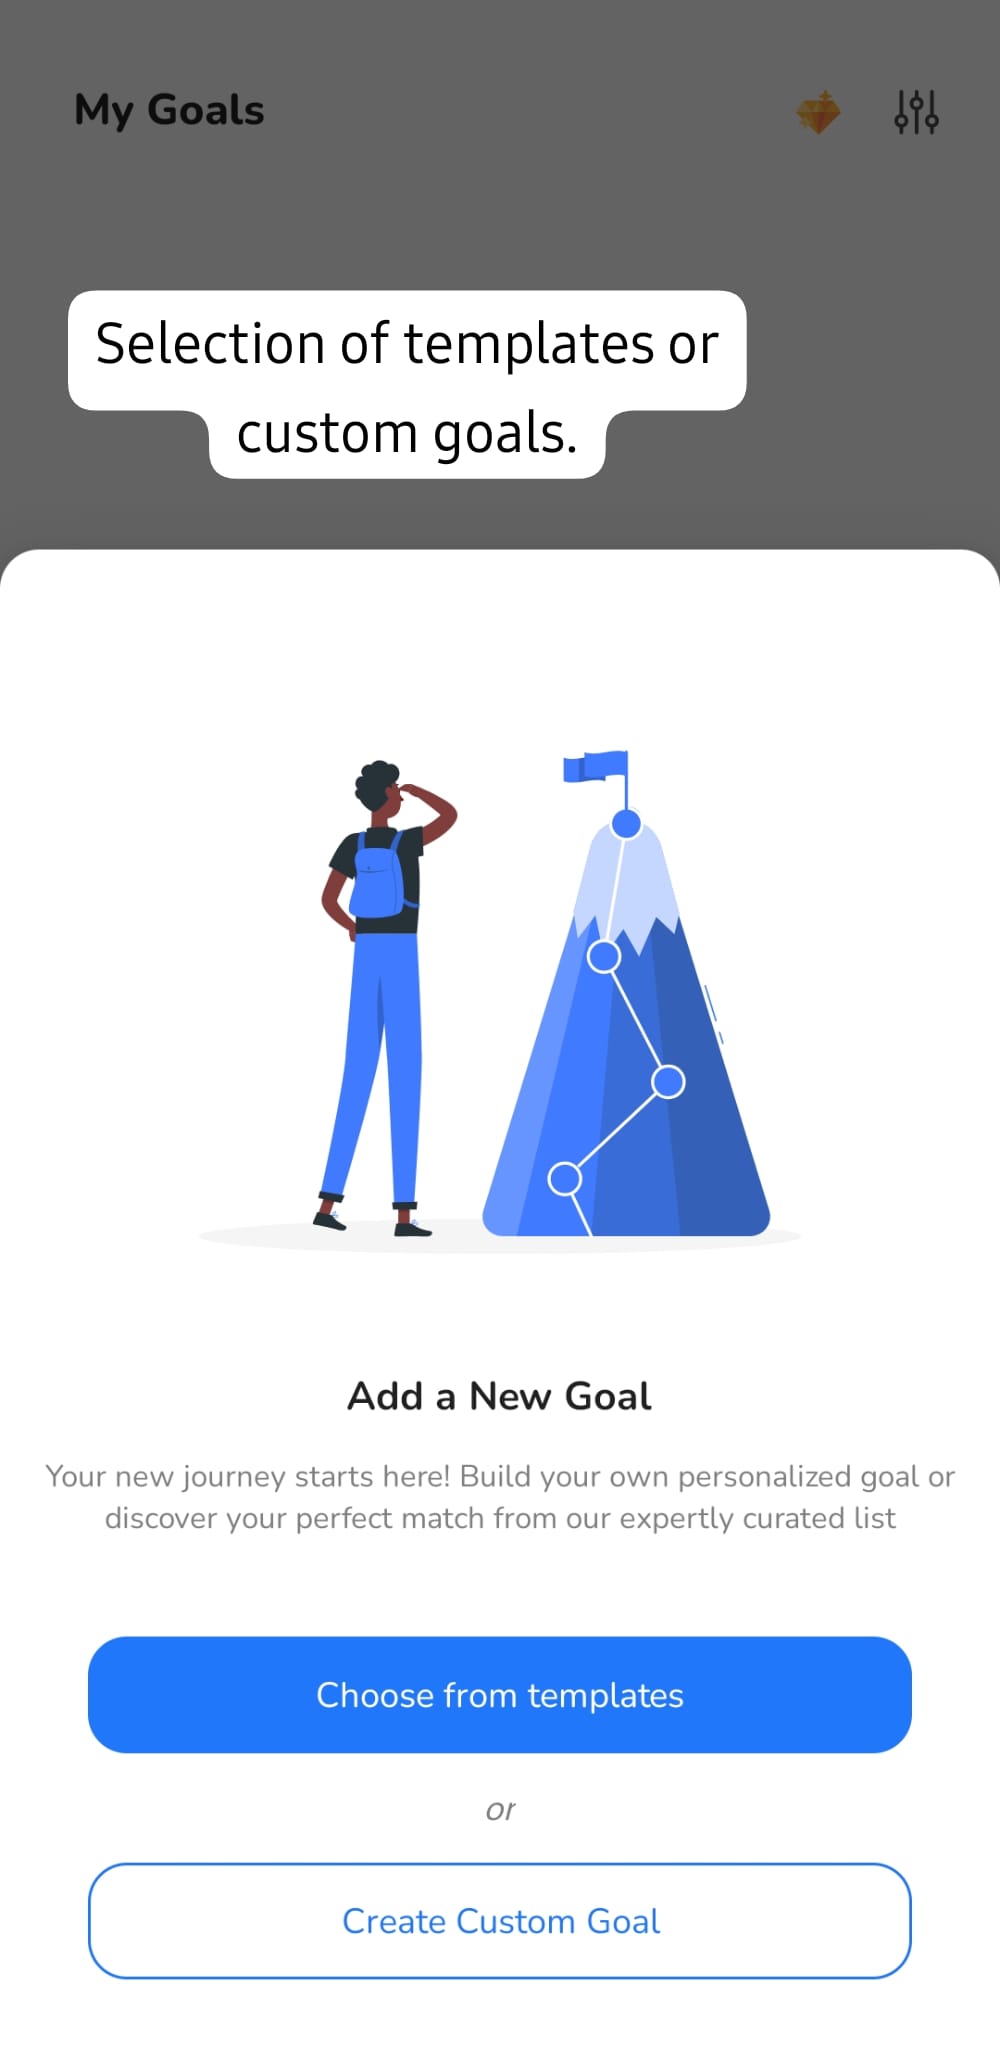 My Goals
Selection of templates or
custom goals.
Add a New Goal
Your new journey starts here! Build your own personalized goal or
discover your perfect match from our expertly curated list
Choose from templates
or
Create Custom Goal